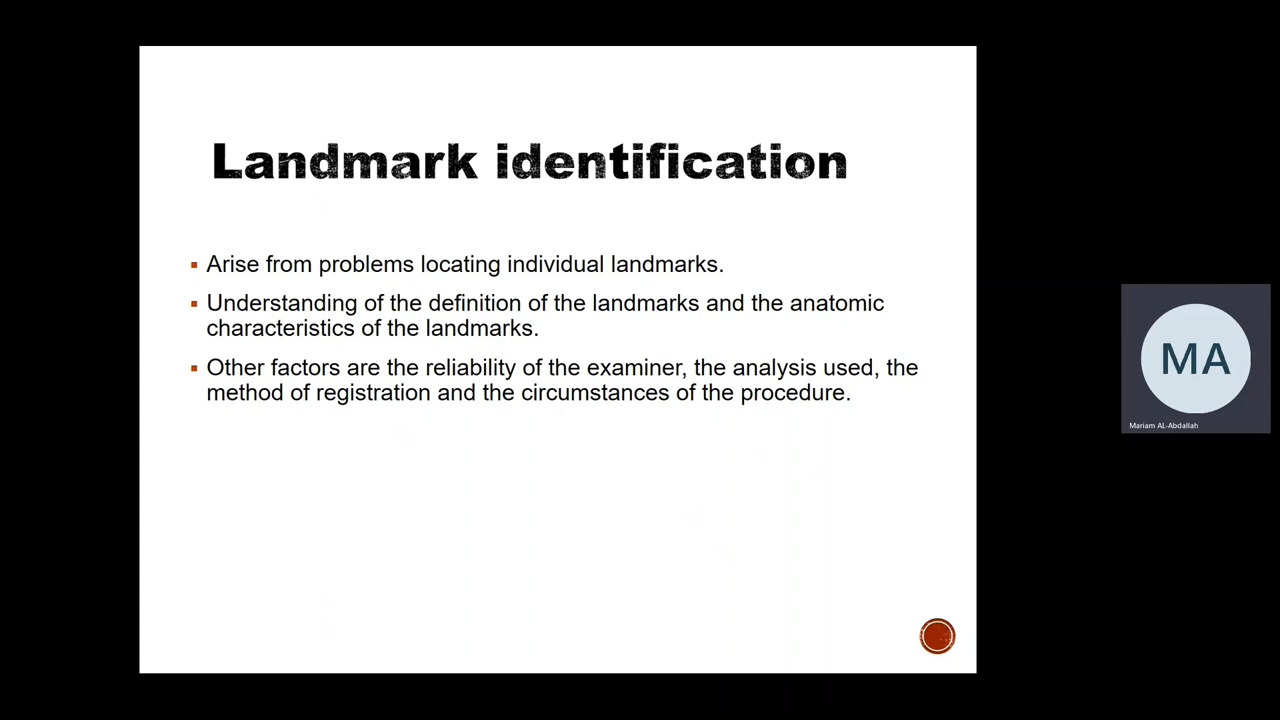 Landmark identification
Arise from problems locating individual landmarks.
Understanding of the definition of the landmarks and the anatomic
characteristics of the landmarks.
Other factors are the reliability of the examiner, the analysis used, the
method of registration and the circumstances of the procedure.
MA
Mariam AL-Abdallah